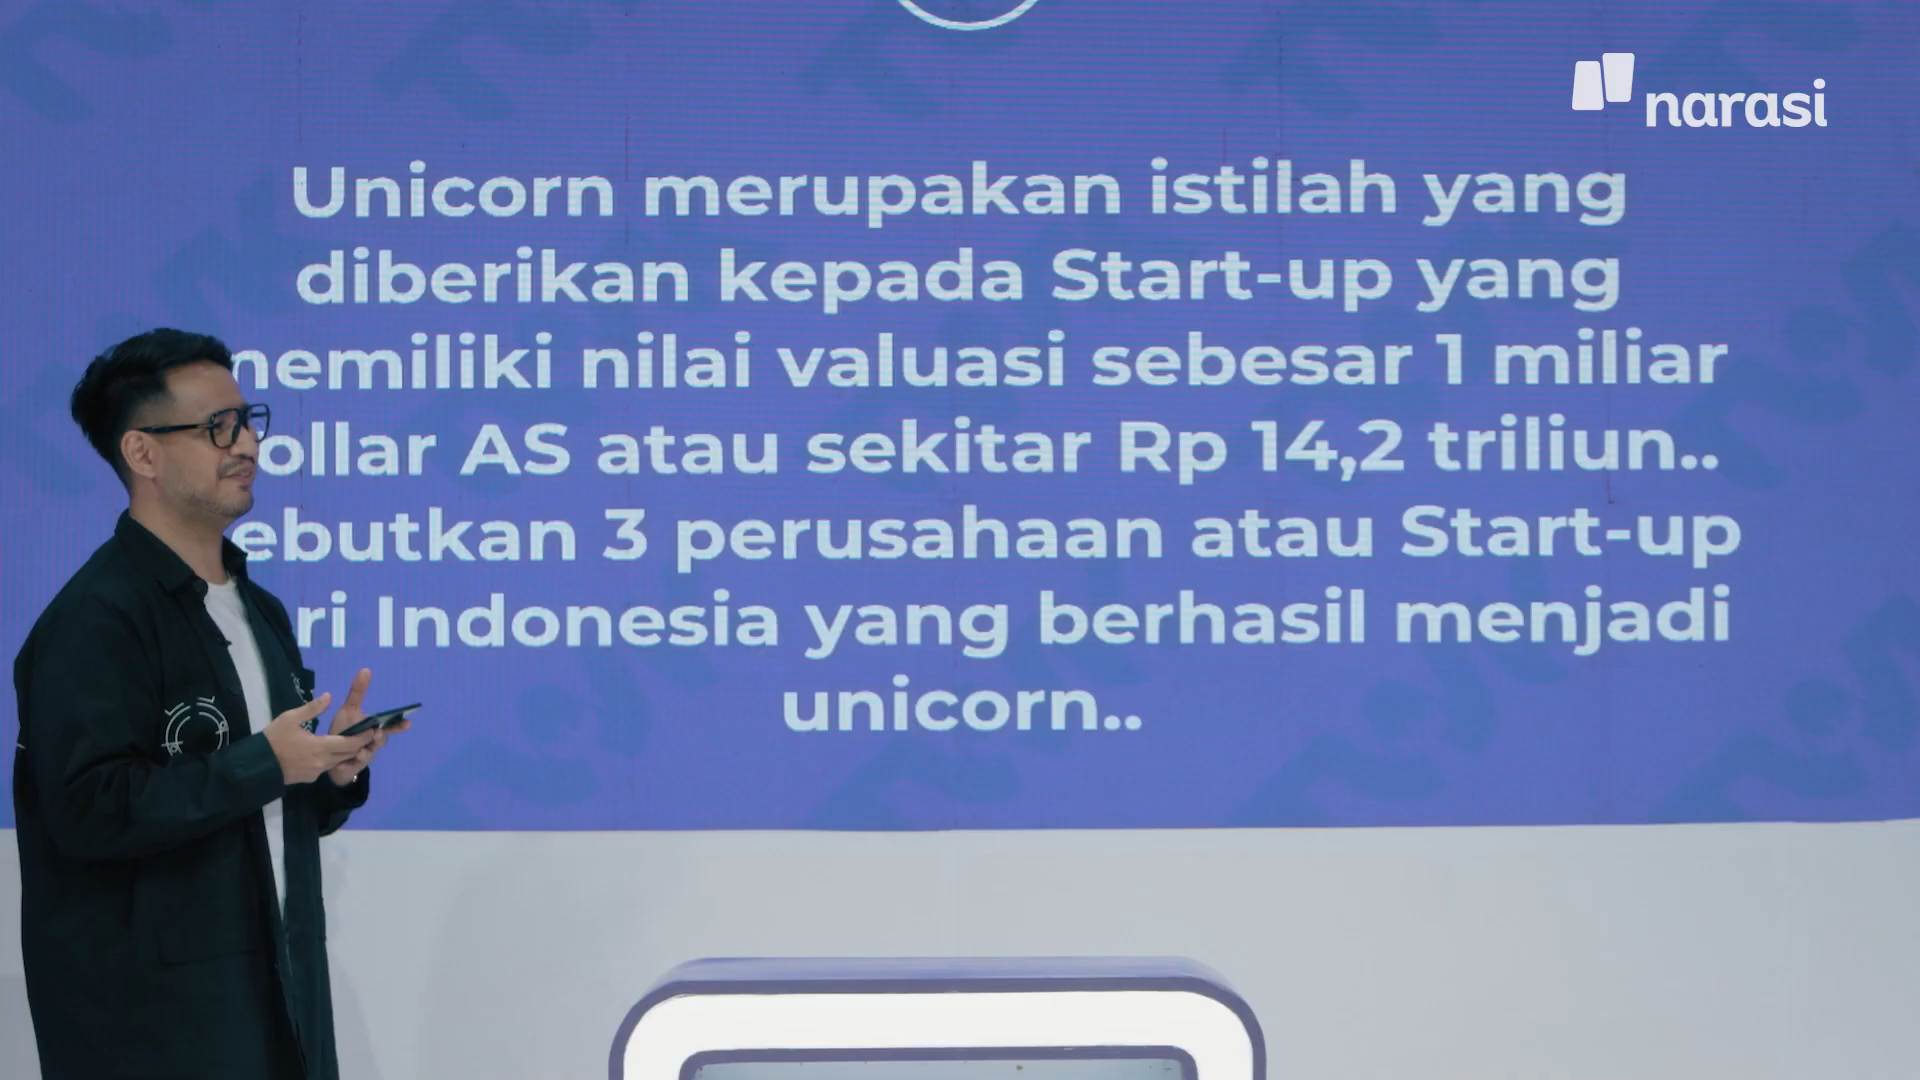 narasi
Unicorn merupakan istilah yang
diberikan kepada Start-up yang
memiliki nilai valuasi sebesar 1 miliar
ollar AS atau sekitar Rp 14,2 triliun..
ebutkan 3 perusahaan atau Start-up
ri Indonesia yang berhasil menjadi
unicorn..